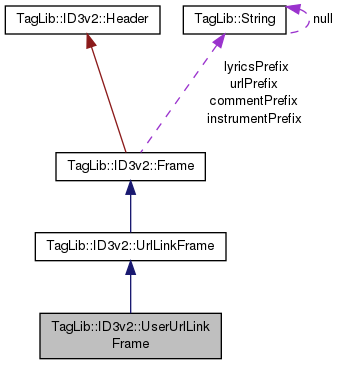 TagLib::ID3v2::Header
TagLib::String
null
lyricsPrefix
urlPrefix
commentPrefix
instrumentPrefix
TagLib::ID3v2::Frame
TagLib::ID3v2::UrlLinkFrame
TagLib::ID3v2::UserUrlLink
Frame